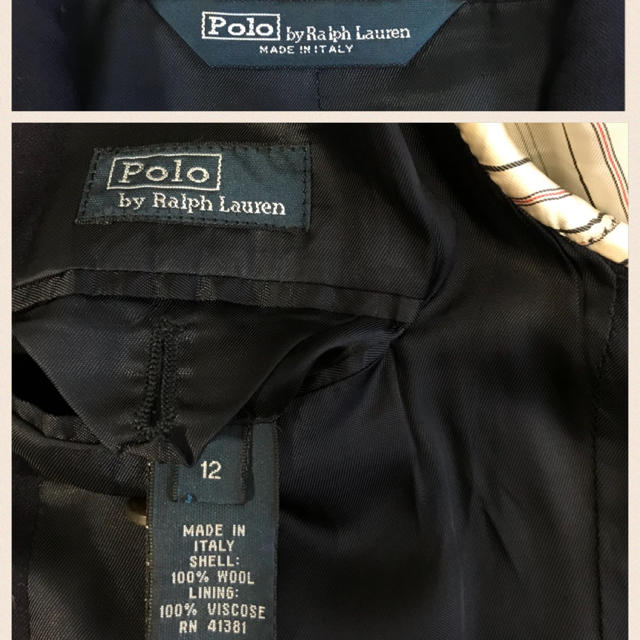 Polo by Ralph Lauren
MADE IN ITALY
Polo
by Ralph Lauren
12
MADE IN
ITALY
SHELL:
100% WOOL
LINING:
100% VISCOSE
RN 41381